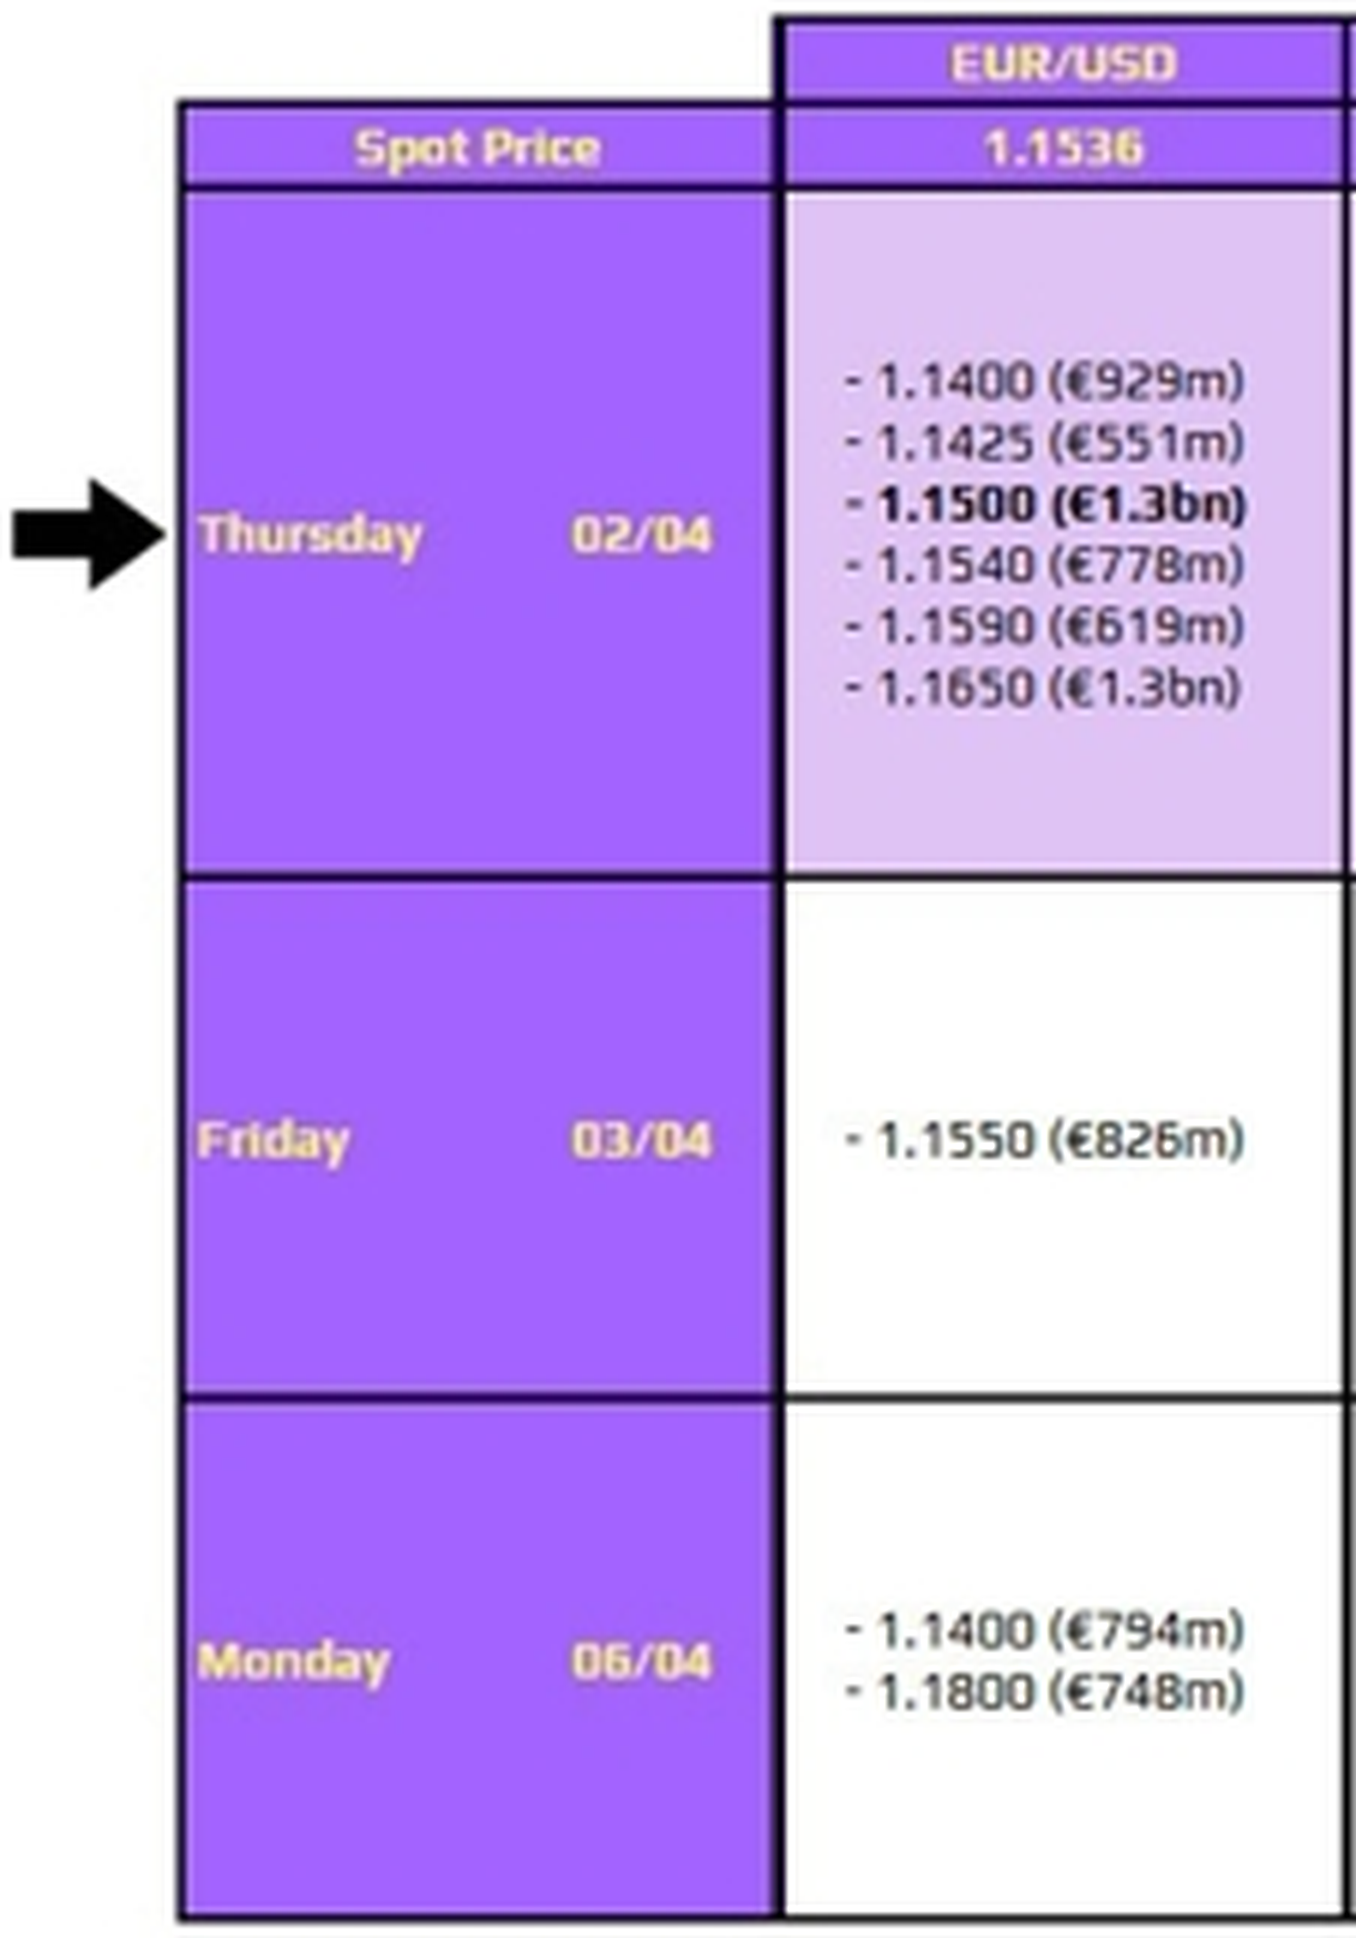 EUR/USD
Spot Price 1.1536
Thursday 02/04
- 1.1400 (€929m)
- 1.1425 (€551m)
- 1.1500 (€1.3bn)
- 1.1540 (€778m)
- 1.1590 (€619m)
- 1.1650 (€1.3bn)
Friday 03/04
- 1.1550 (€826m)
Monday 06/04
- 1.1400 (€794m)
- 1.1800 (€748m)